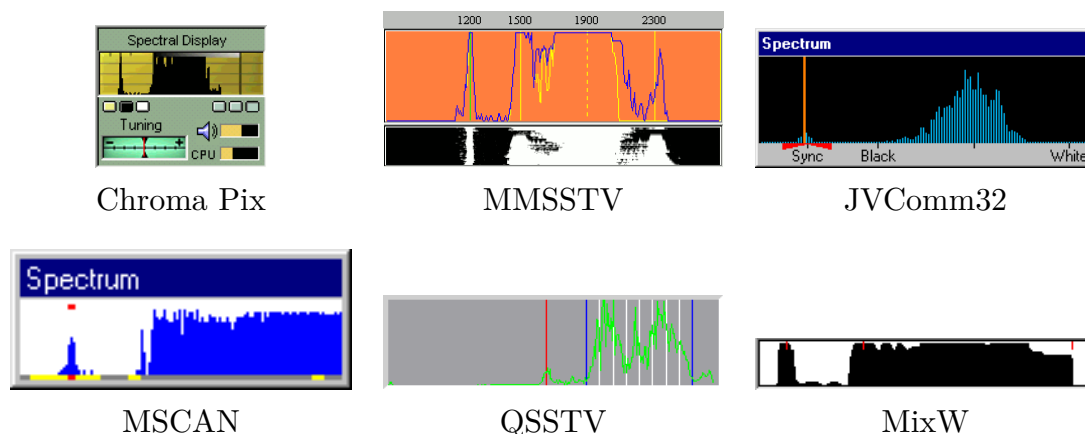 Spectral Display
Tuning
- +
CPU
Chroma Pix
1200 1500 1900 2300
MMSSTV
Spectrum
Sync Black White
JVComm32
Spectrum
MSCAN
QSSTV
MixW